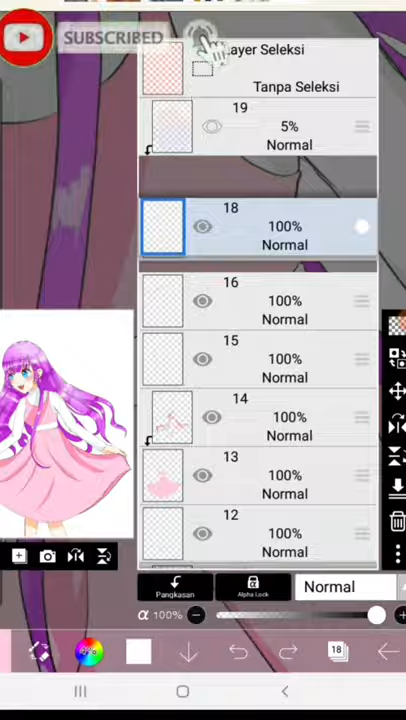 SUBSCRIBED
Layer Seleksi
Tanpa Seleksi
19
5%
Normal
18
100%
Normal
16
100%
Normal
15
100%
Normal
14
100%
Normal
13
100%
Normal
12
100%
Normal
Pangkasan
Alpha Lock
Normal
α 100%
18